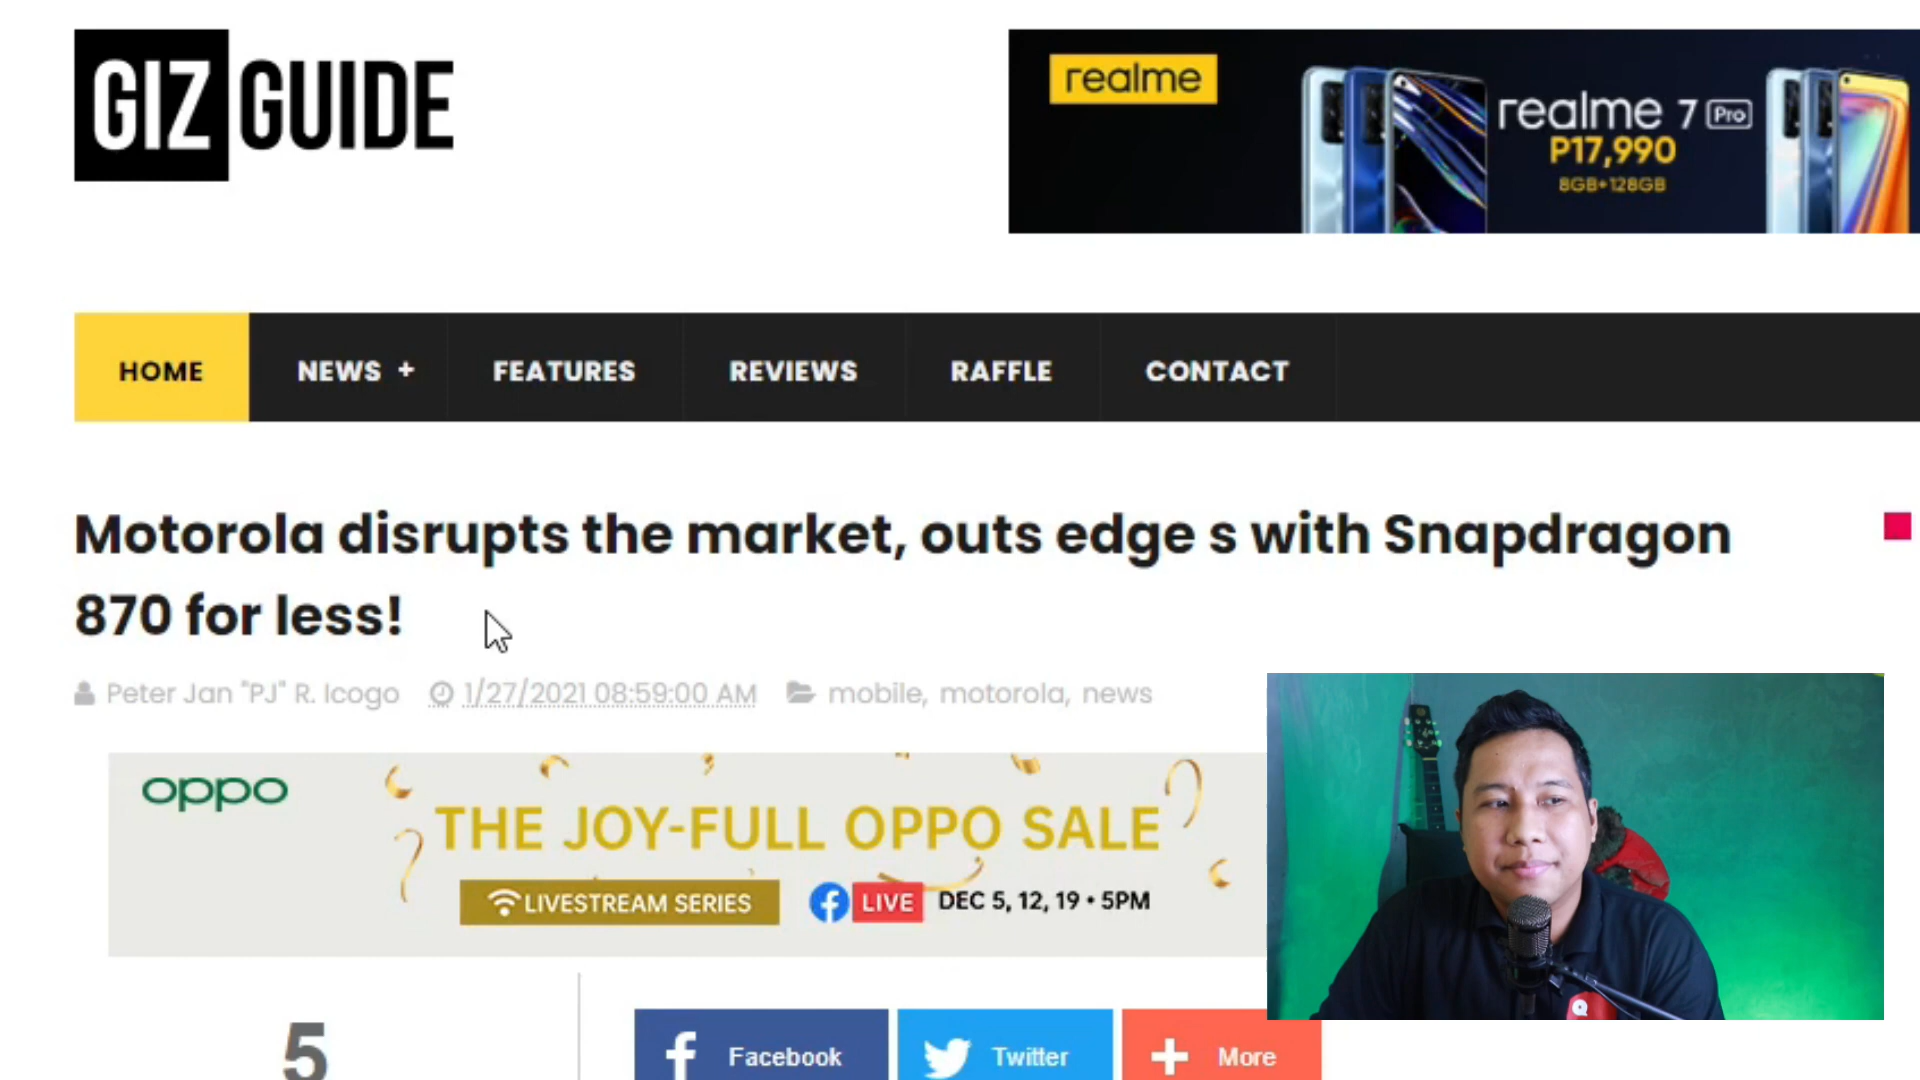 GIZ GUIDE
realme
realme 7 Pro
P17,990
8GB+128GB
HOME
NEWS +
FEATURES
REVIEWS
RAFFLE
CONTACT
Motorola disrupts the market, outs edge s with Snapdragon
870 for less!
Peter Jan "PJ" R. Icogo 1/27/2021 08:59:00 AM mobile, motorola, news
oppo
THE JOY-FULL OPPO SALE
LIVESTREAM SERIES
LIVE
DEC 5, 12, 19 • 5PM
5
Facebook
Twitter
More